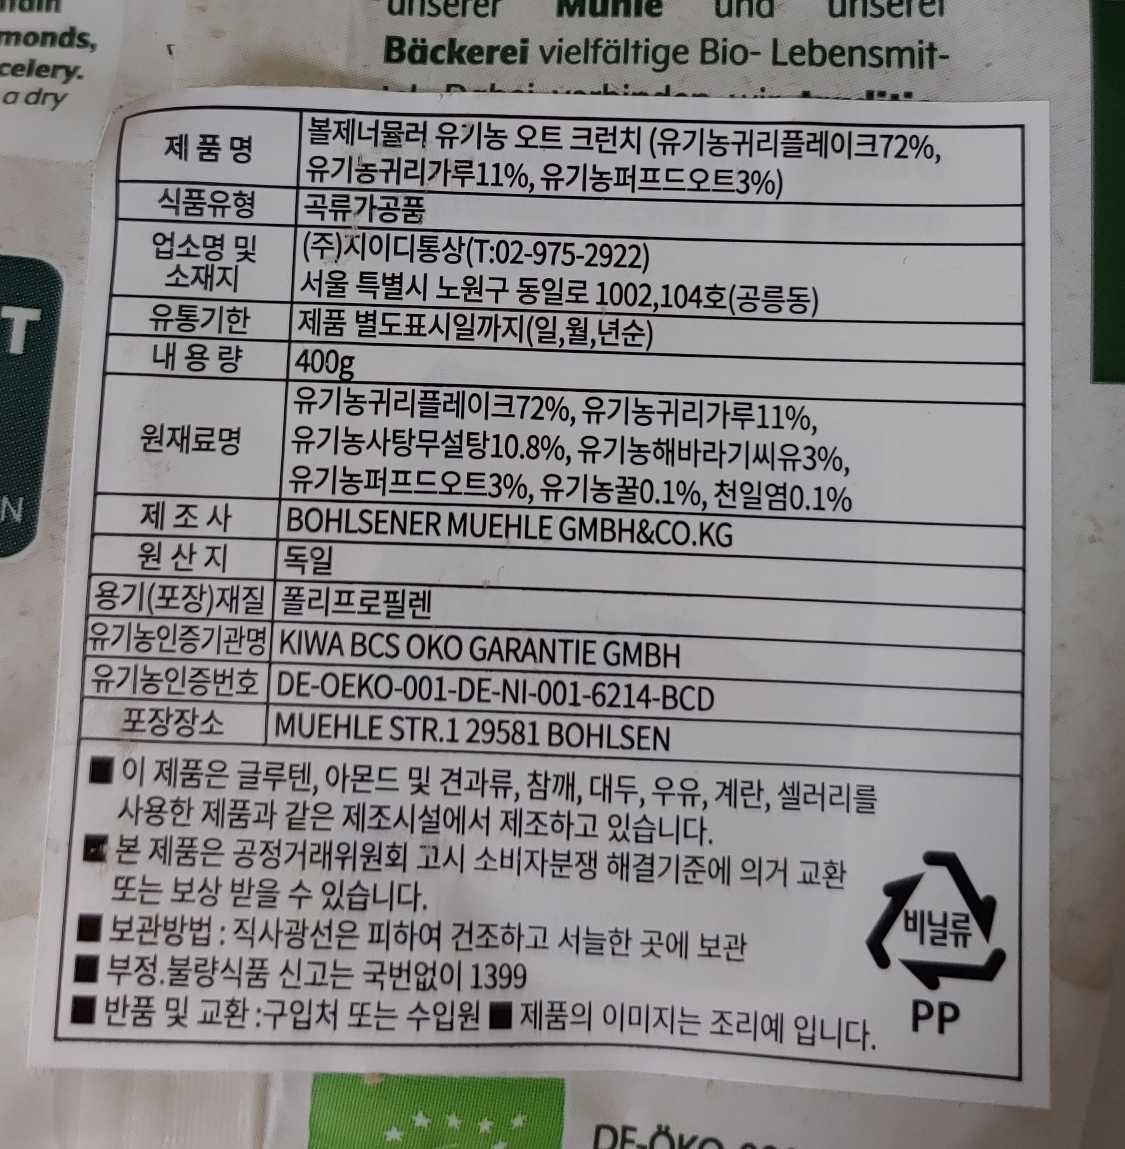 monds,
celery.
a dry
unserer Mühle und unserer
Bäckerei vielfältige Bio- Lebensmit-
T
N
제 품 명
볼제너뮬러 유기농 오트 크런치 (유기농귀리플레이크72%,
유기농귀리가루11%, 유기농퍼프드오트3%)
식품유형
곡류가공품
업소명 및
소재지
(주)지이디통상(T:02-975-2922)
서울 특별시 노원구 동일로 1002,104호(공릉동)
유통기한
제품 별도표시일까지(일,월,년순)
내 용 량
400g
원재료명
유기농귀리플레이크72%, 유기농귀리가루11%,
유기농사탕무설탕10.8%, 유기농해바라기씨유3%,
유기농퍼프드오트3%, 유기농꿀0.1%, 천일염0.1%
제 조 사
BOHLSENER MUEHLE GMBH&CO.KG
원 산 지
독일
용기(포장)재질
폴리프로필렌
유기농인증기관명
KIWA BCS OKO GARANTIE GMBH
유기농인증번호
DE-OEKO-001-DE-NI-001-6214-BCD
포장장소
MUEHLE STR.1 29581 BOHLSEN
■ 이 제품은 글루텐, 아몬드 및 견과류, 참깨, 대두, 우유, 계란, 셀러리를
사용한 제품과 같은 제조시설에서 제조하고 있습니다.
■ 본 제품은 공정거래위원회 고시 소비자분쟁 해결기준에 의거 교환
또는 보상 받을 수 있습니다.
■ 보관방법 : 직사광선은 피하여 건조하고 서늘한 곳에 보관
■ 부정.불량식품 신고는 국번없이 1399
■ 반품 및 교환 :구입처 또는 수입원 ■ 제품의 이미지는 조리예 입니다.
비닐류
PP